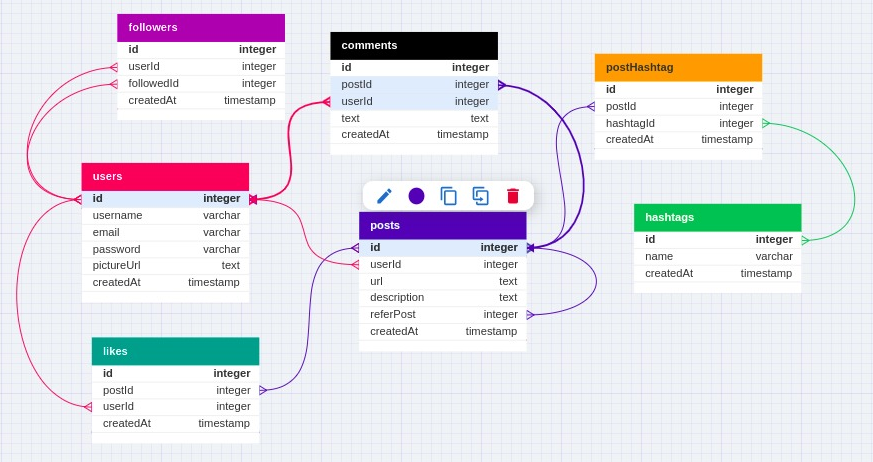 followers
id integer
userId integer
followedId integer
createdAt timestamp
comments
id integer
postId integer
userId integer
text text
createdAt timestamp
postHashtag
id integer
postId integer
hashtagId integer
createdAt timestamp
users
id integer
username varchar
email varchar
password varchar
pictureUrl text
createdAt timestamp
posts
id integer
userId integer
url text
description text
referPost integer
createdAt timestamp
hashtags
id integer
name varchar
createdAt timestamp
likes
id integer
postId integer
userId integer
createdAt timestamp